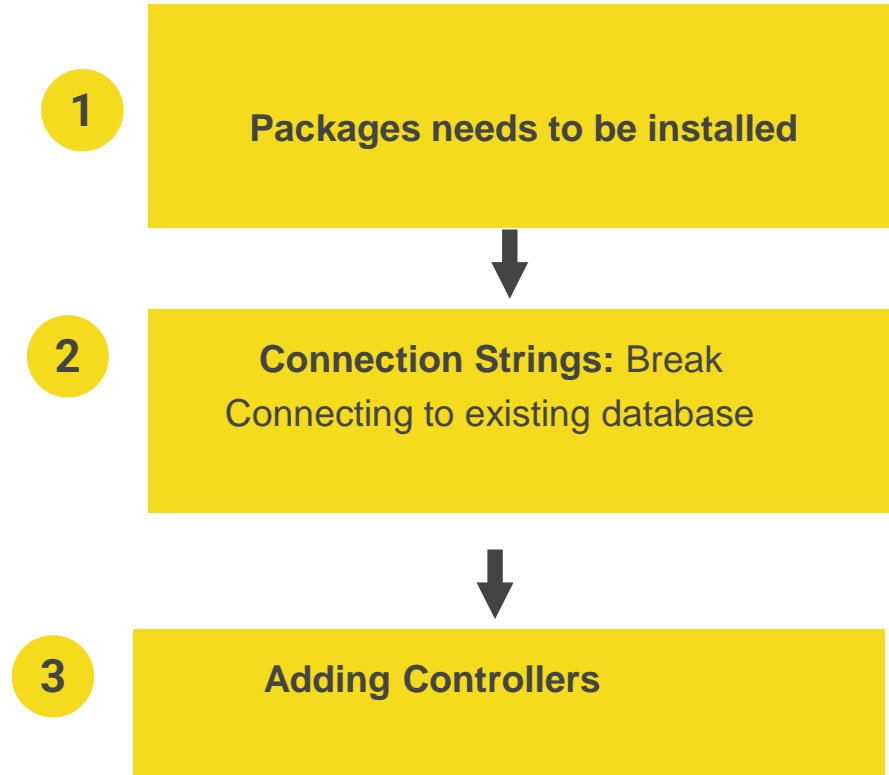 1
Packages needs to be installed
2
Connection Strings: Break
Connecting to existing database
3
Adding Controllers